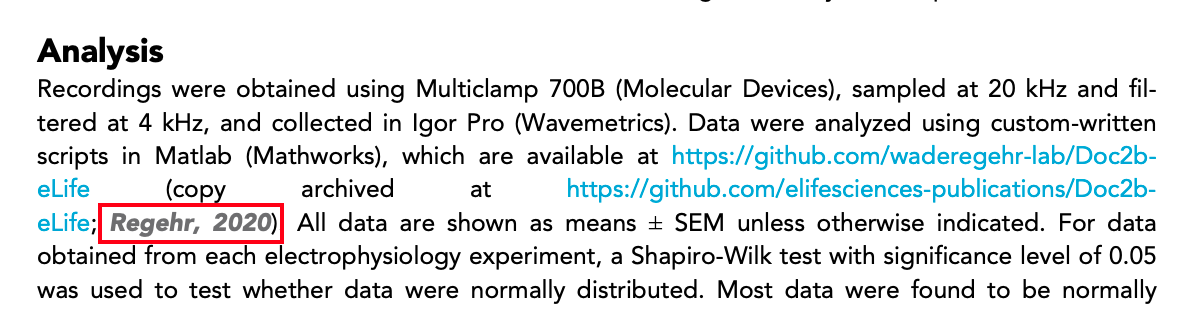 Analysis
Recordings were obtained using Multiclamp 700B (Molecular Devices), sampled at 20 kHz and fil-
tered at 4 kHz, and collected in Igor Pro (Wavemetrics). Data were analyzed using custom-written
scripts in Matlab (Mathworks), which are available at https://github.com/waderegehr-lab/Doc2b-
eLife (copy archived at https://github.com/elifesciences-publications/Doc2b-
eLife; Regehr, 2020) All data are shown as means ± SEM unless otherwise indicated. For data
obtained from each electrophysiology experiment, a Shapiro-Wilk test with significance level of 0.05
was used to test whether data were normally distributed. Most data were found to be normally